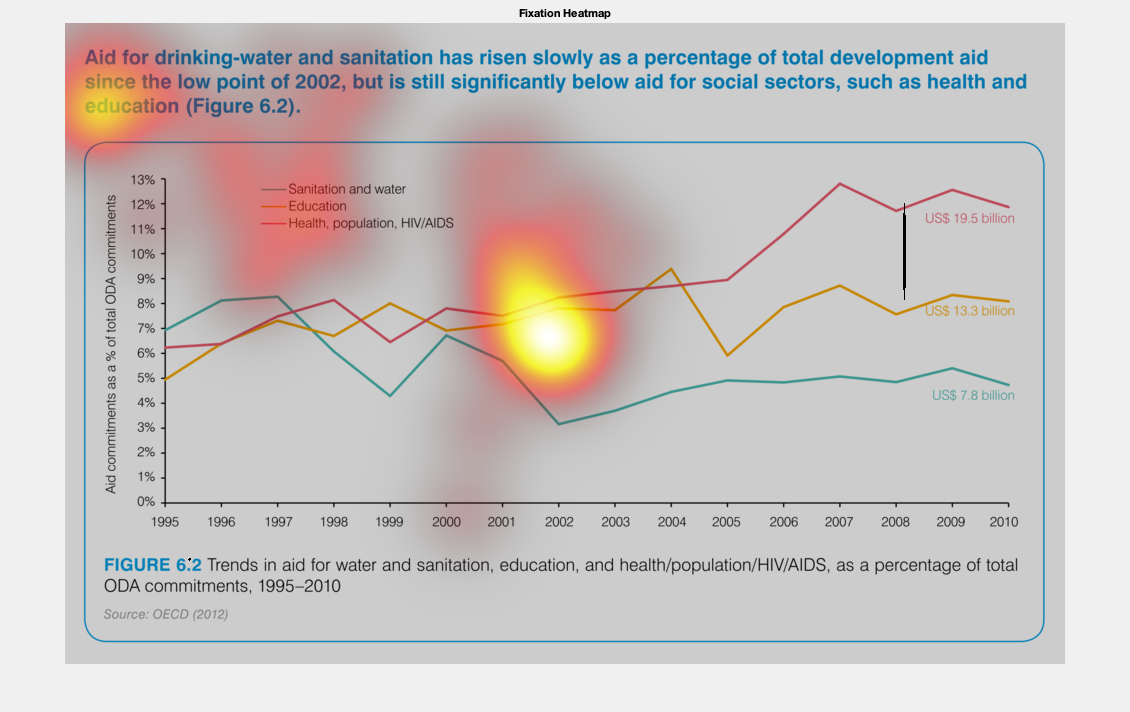 Fixation Heatmap
Aid for drinking-water and sanitation has risen slowly as a percentage of total development aid
since the low point of 2002, but is still significantly below aid for social sectors, such as health and
education (Figure 6.2).
Aid commitments as a % of total ODA commitments
13%
12%
11%
10%
9%
8%
7%
6%
5%
4%
3%
2%
1%
0%
Sanitation and water
Education
Health, population, HIV/AIDS
US$ 19.5 billion
US$ 13.3 billion
US$ 7.8 billion
1995 1996 1997 1998 1999 2000 2001 2002 2003 2004 2005 2006 2007 2008 2009 2010
FIGURE 6.2 Trends in aid for water and sanitation, education, and health/population/HIV/AIDS, as a percentage of total
ODA commitments, 1995–2010
Source: OECD (2012)